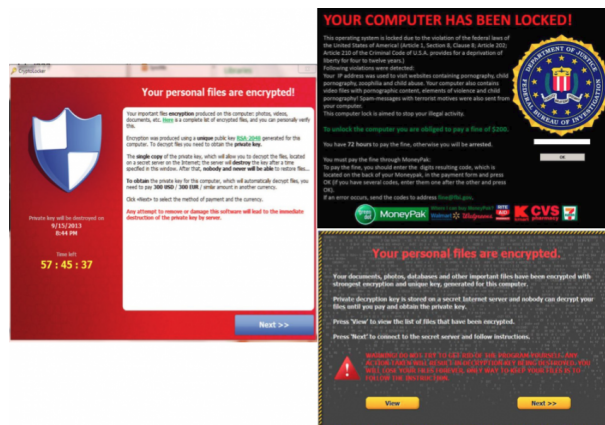 Your personal files are encrypted!
Your important files encryption produced on this computer: photos, videos,
documents, etc. Here is a complete list of encrypted files, and you can personally verify
this.
Encryption was produced using a unique public key RSA-2048 generated for this
computer. To decrypt files you need to obtain the private key.
The single copy of the private key, which will allow you to decrypt the files, located
on a secret server on the Internet; the server will destroy the key after a time
specified in this window. After that, nobody and never will be able to restore files...
To obtain the private key for this computer, which will automatically decrypt files, you
need to pay 300 USD / 300 EUR / similar amount in another currency.
Click «Next» to select the method of payment and the currency.
Any attempt to remove or damage this software will lead to the immediate
destruction of the private key by server.
Private key will be destroyed on
9/15/2013
8:44 PM
Time left
57 : 45 : 37
Next >>
YOUR COMPUTER HAS BEEN LOCKED!
This operating system is locked due to the violation of the federal laws of
the United States of America! (Article 1, Section 8, Clause 8; Article 202;
Article 210 of the Criminal Code of U.S.A. provides for a deprivation of
liberty for four to twelve years.)
Following violations were detected:
Your IP address was used to visit websites containing pornography, child
pornography, zoophilia and child abuse. Your computer also contains
video files with pornographic content, elements of violence and child
pornography! Spam-messages with terrorist motives were also sent from
your computer.
This computer lock is aimed to stop your illegal activity.
To unlock the computer you are obliged to pay a fine of $200.
You have 72 hours to pay the fine, otherwise you will be arrested.
You must pay the fine through MoneyPak:
To pay the fine, you should enter the digits resulting code, which is
located on the back of your Moneypak, in the payment form and press
OK (if you have several codes, enter them one after the other and press
OK).
If an error occurs, send the codes to address fine@fbi.gov.
DEPARTMENT OF JUSTICE
FEDERAL BUREAU OF INVESTIGATION
OK
MoneyPak
Walmart
Walgreens
RITE AID
K
CVS
pharmacy
Your personal files are encrypted.
Your documents, photos, databases and other important files have been encrypted with
strongest encryption and unique key, generated for this computer.
Private decryption key is stored on a secret Internet server and nobody can decrypt your
files until you pay and obtain the private key.
Press 'View' to view the list of files that have been encrypted.
Press 'Next' to connect to the secret server and follow instructions.
View
Next >>